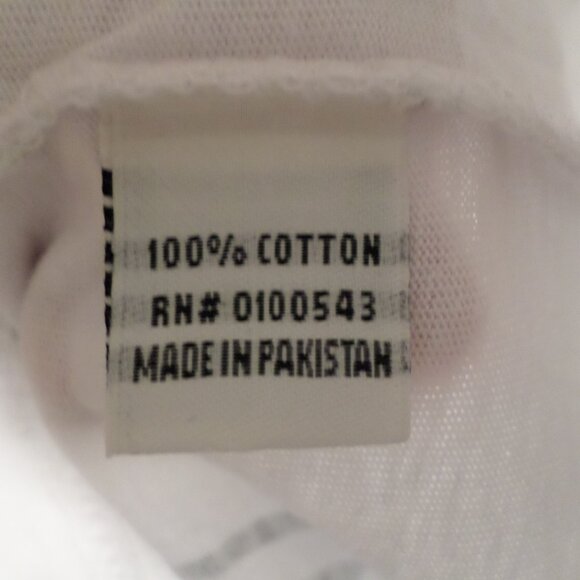 100% COTTON
RN# 0100543
MADE IN PAKISTAN